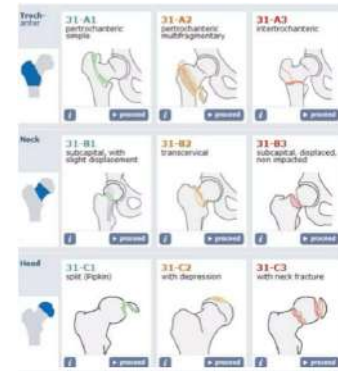 Troch-
anter
31-A1
pertrochanteric
simple
31-A2
pertrochanteric
multifragmentary
31-A3
intertrochanteric
i
▸ proceed
i
▸ proceed
i
▸ proceed
Neck
31-B1
subcapital, with
slight displacement
31-B2
transcervical
31-B3
subcapital, displaced,
non impacted
i
▸ proceed
i
▸ proceed
i
▸ proceed
Head
31-C1
split (Pipkin)
31-C2
with depression
31-C3
with neck fracture
i
▸ proceed
i
▸ proceed
i
▸ proceed